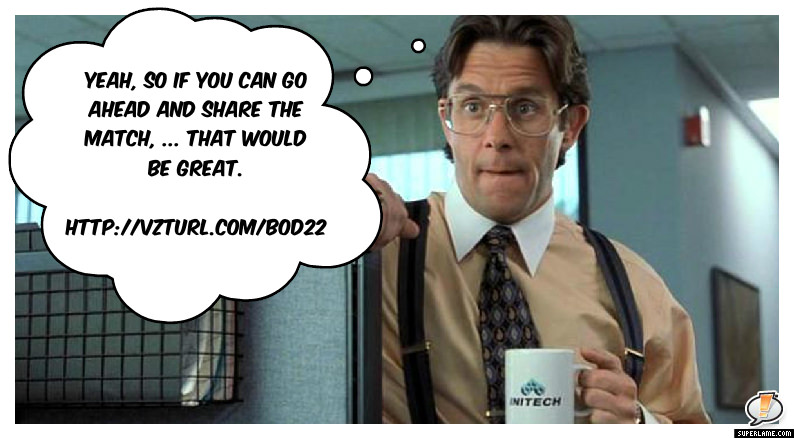 YEAH, SO IF YOU CAN GO
AHEAD AND SHARE THE
MATCH, ... THAT WOULD
BE GREAT.
HTTP://VZTURL.COM/BOD22
INITECH
SUPERLAME.COM